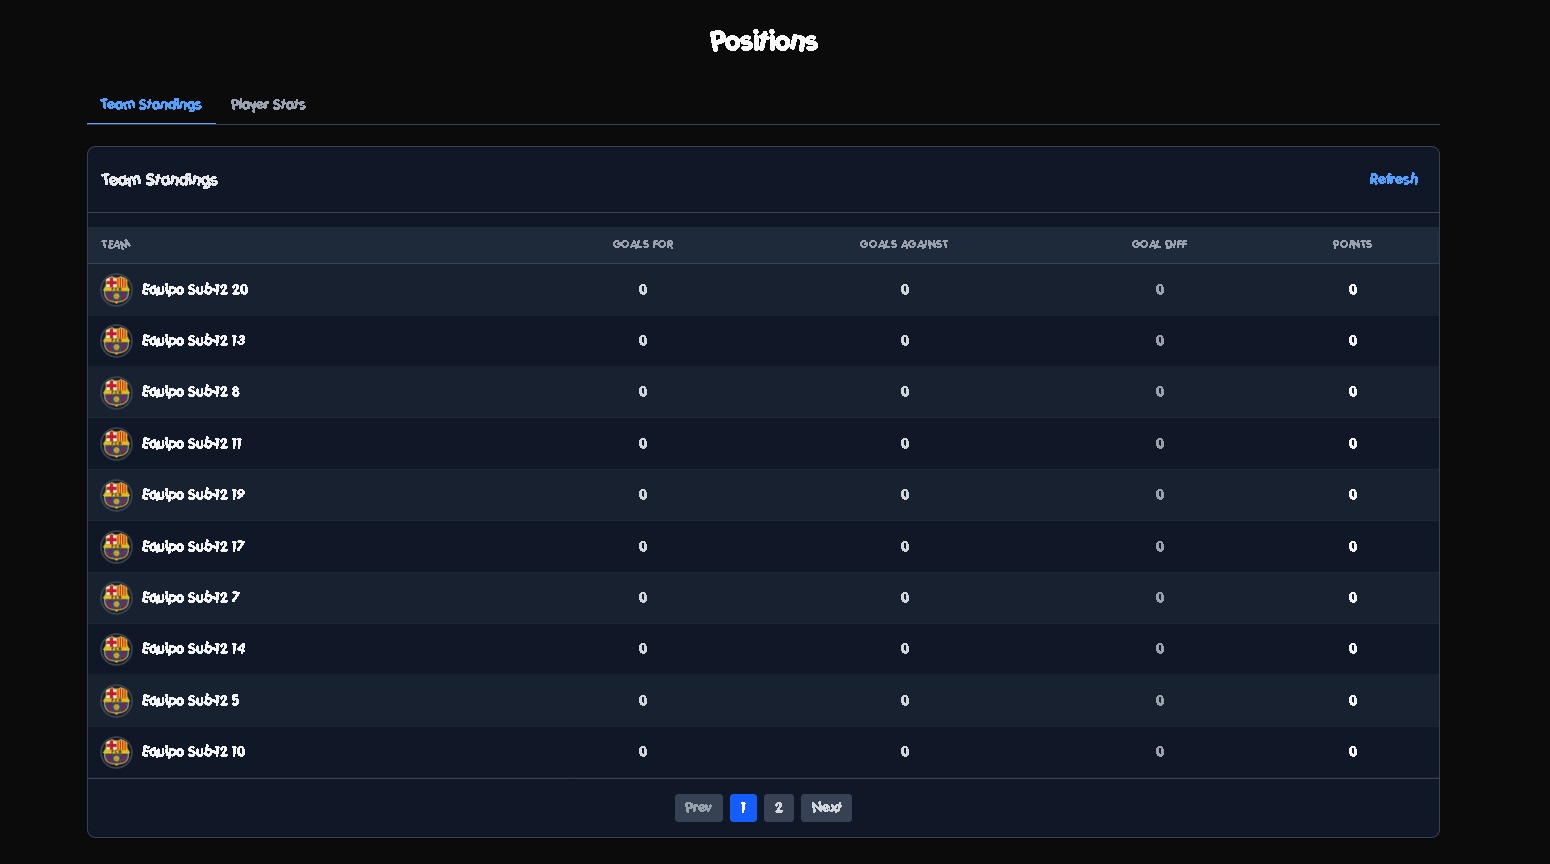 Positions
Team Standings Player Stats
Team Standings Refresh
TEAM GOALS FOR GOALS AGAINST GOAL DIFF POINTS
Equipo Sub-12 20 0 0 0 0
Equipo Sub-12 13 0 0 0 0
Equipo Sub-12 8 0 0 0 0
Equipo Sub-12 11 0 0 0 0
Equipo Sub-12 19 0 0 0 0
Equipo Sub-12 17 0 0 0 0
Equipo Sub-12 7 0 0 0 0
Equipo Sub-12 14 0 0 0 0
Equipo Sub-12 5 0 0 0 0
Equipo Sub-12 10 0 0 0 0
Prev 1 2 Next